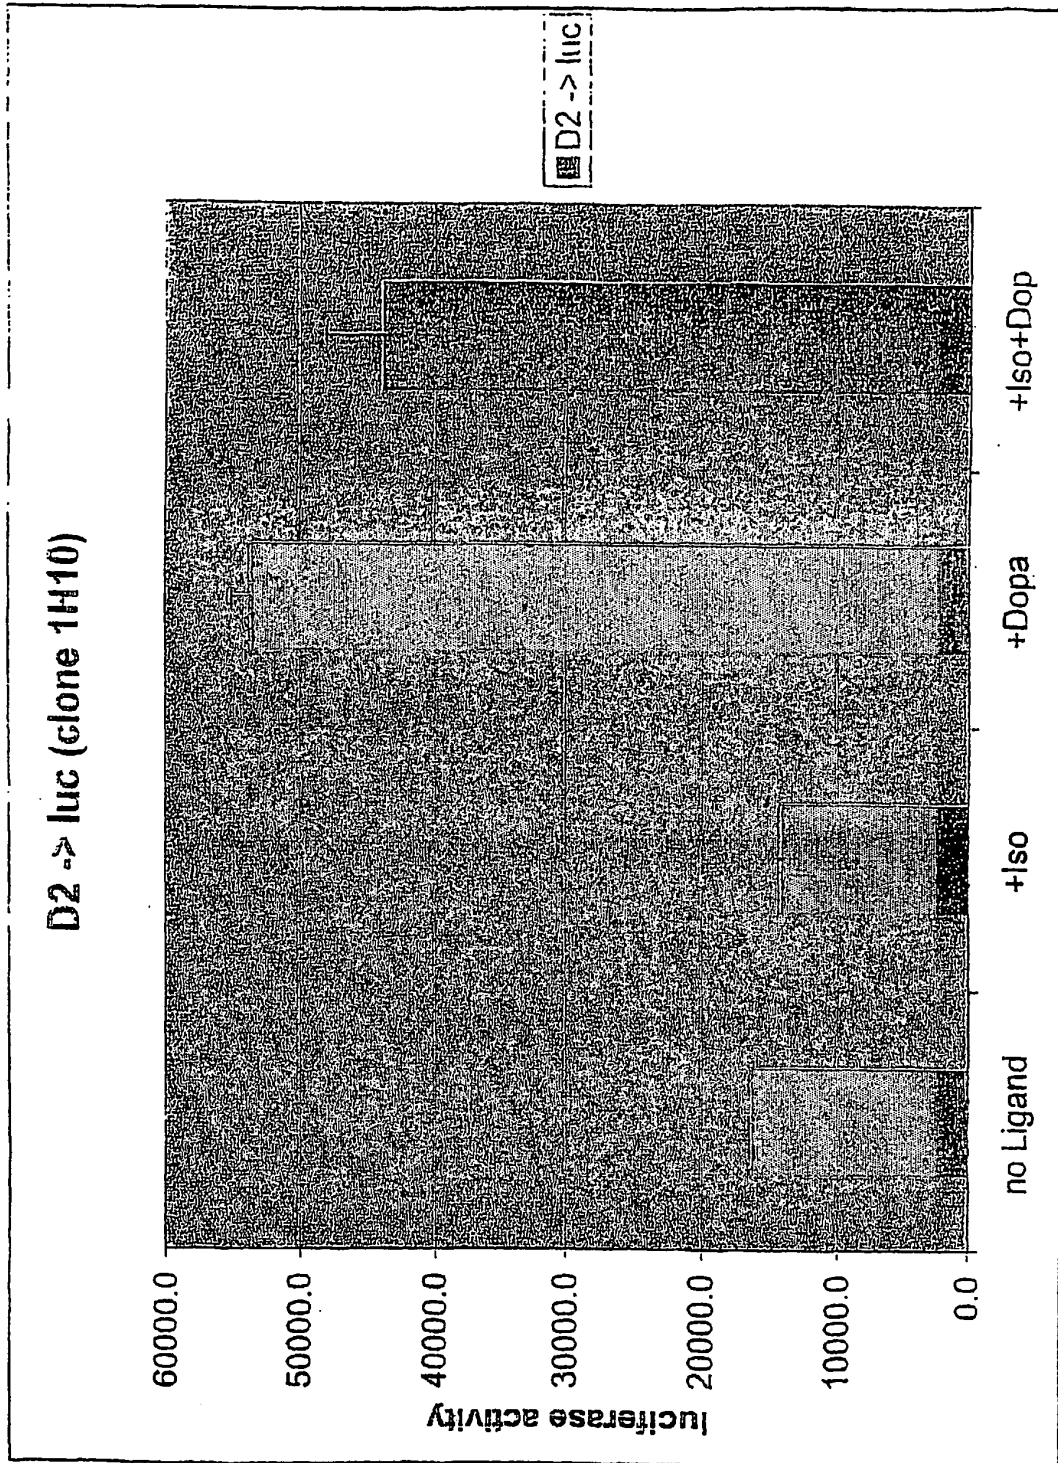 D2 -> luc (clone 1H10)
luciferase activity
60000.0
50000.0
40000.0
30000.0
20000.0
10000.0
0.0
no Ligand
+Iso
+Dopa
+Iso+Dop
D2 -> luc